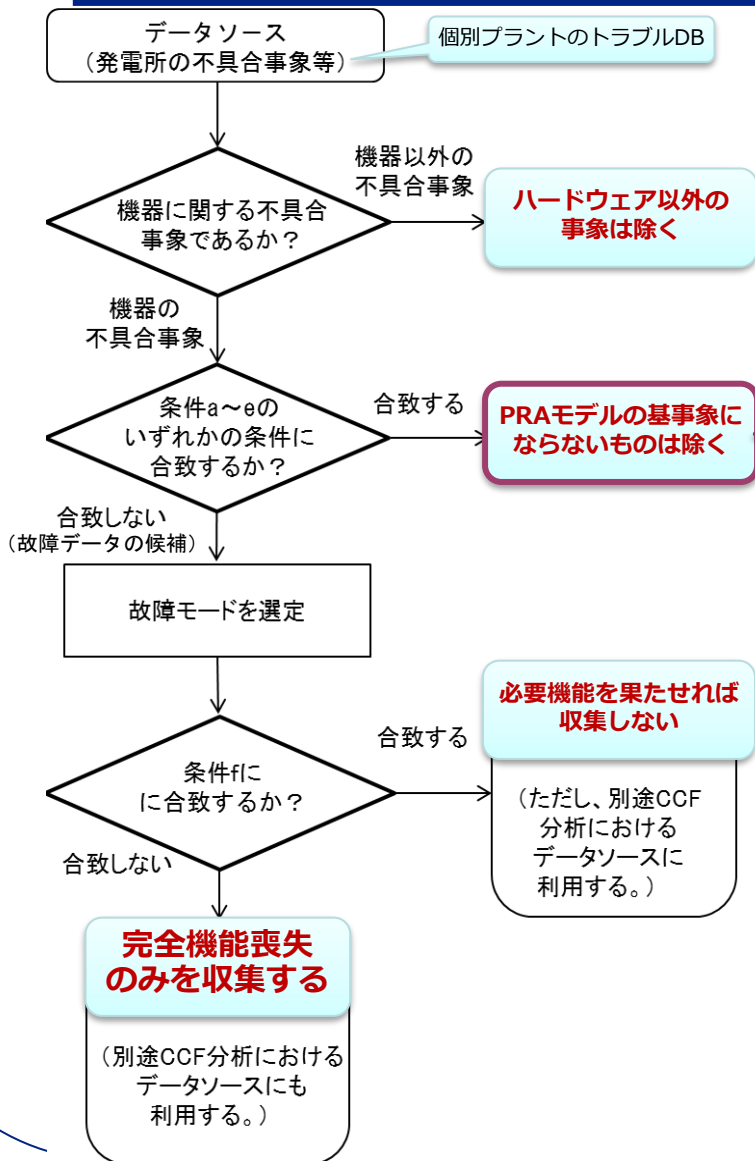 データソース
（発電所の不具合事象等）
個別プラントのトラブルDB
機器に関する不具合
事象であるか？
機器以外の
不具合事象
ハードウェア以外の
事象は除く
機器の
不具合事象
条件a～eの
いずれかの条件に
合致するか？
合致する
PRAモデルの基事象に
ならないものは除く
合致しない
（故障データの候補）
故障モードを選定
条件fに
に合致するか？
合致する
必要機能を果たせれば
収集しない
（ただし、別途CCF
分析における
データソースに
利用する。）
合致しない
完全機能喪失
のみを収集する
（別途CCF分析における
データソースにも
利用する。）